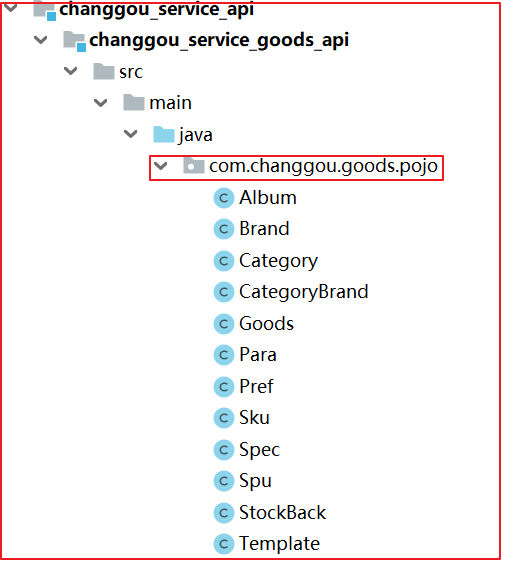 changgou_service_api
changgou_service_goods_api
src
main
java
com.changgou.goods.pojo
C Album
C Brand
C Category
C CategoryBrand
C Goods
C Para
C Pref
C Sku
C Spec
C Spu
C StockBack
C Template